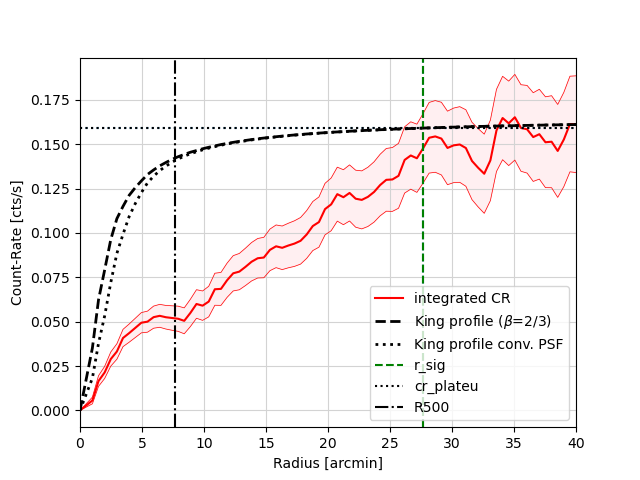 0.175
0.150
0.125
0.100
0.075
0.050
0.025
0.000
Count-Rate [cts/s]
integrated CR
King profile (β=2/3)
King profile conv. PSF
r_sig
cr_plateu
R500
0 5 10 15 20 25 30 35 40
Radius [arcmin]